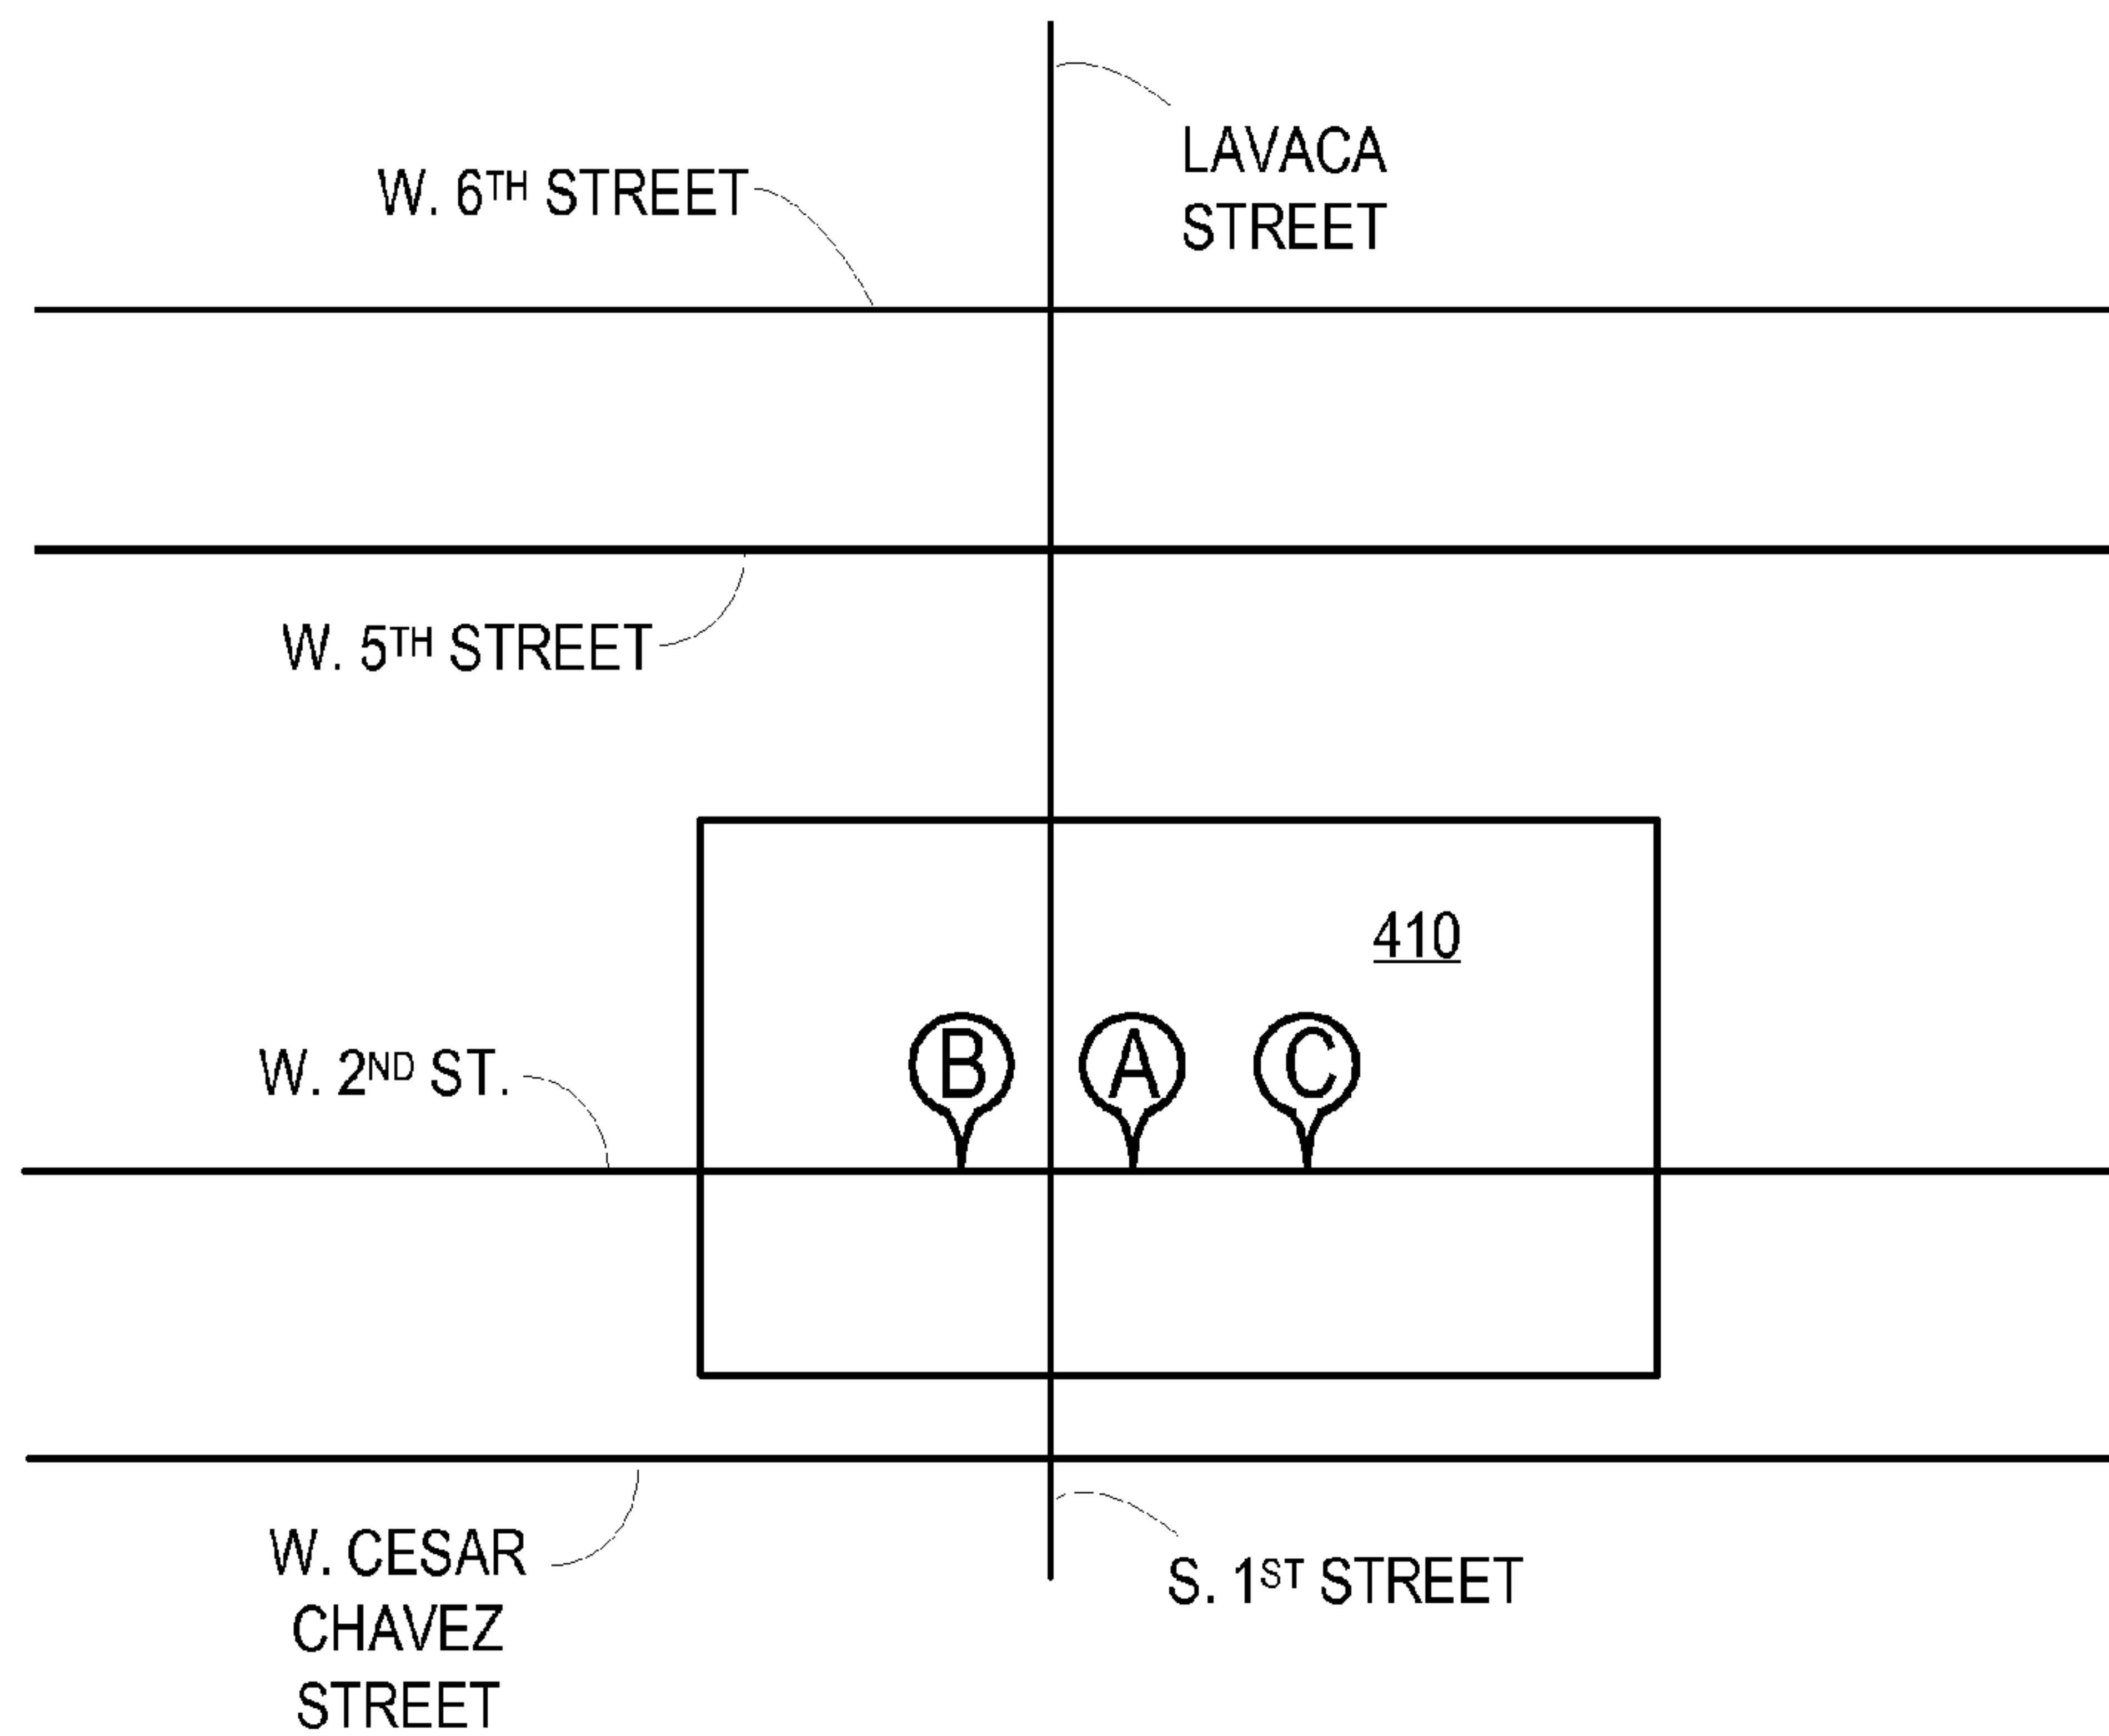 LAVACA
STREET
W. 6TH STREET
W. 5TH STREET
410
B A C
W. 2ND ST.
W. CESAR
CHAVEZ
STREET
S. 1ST STREET